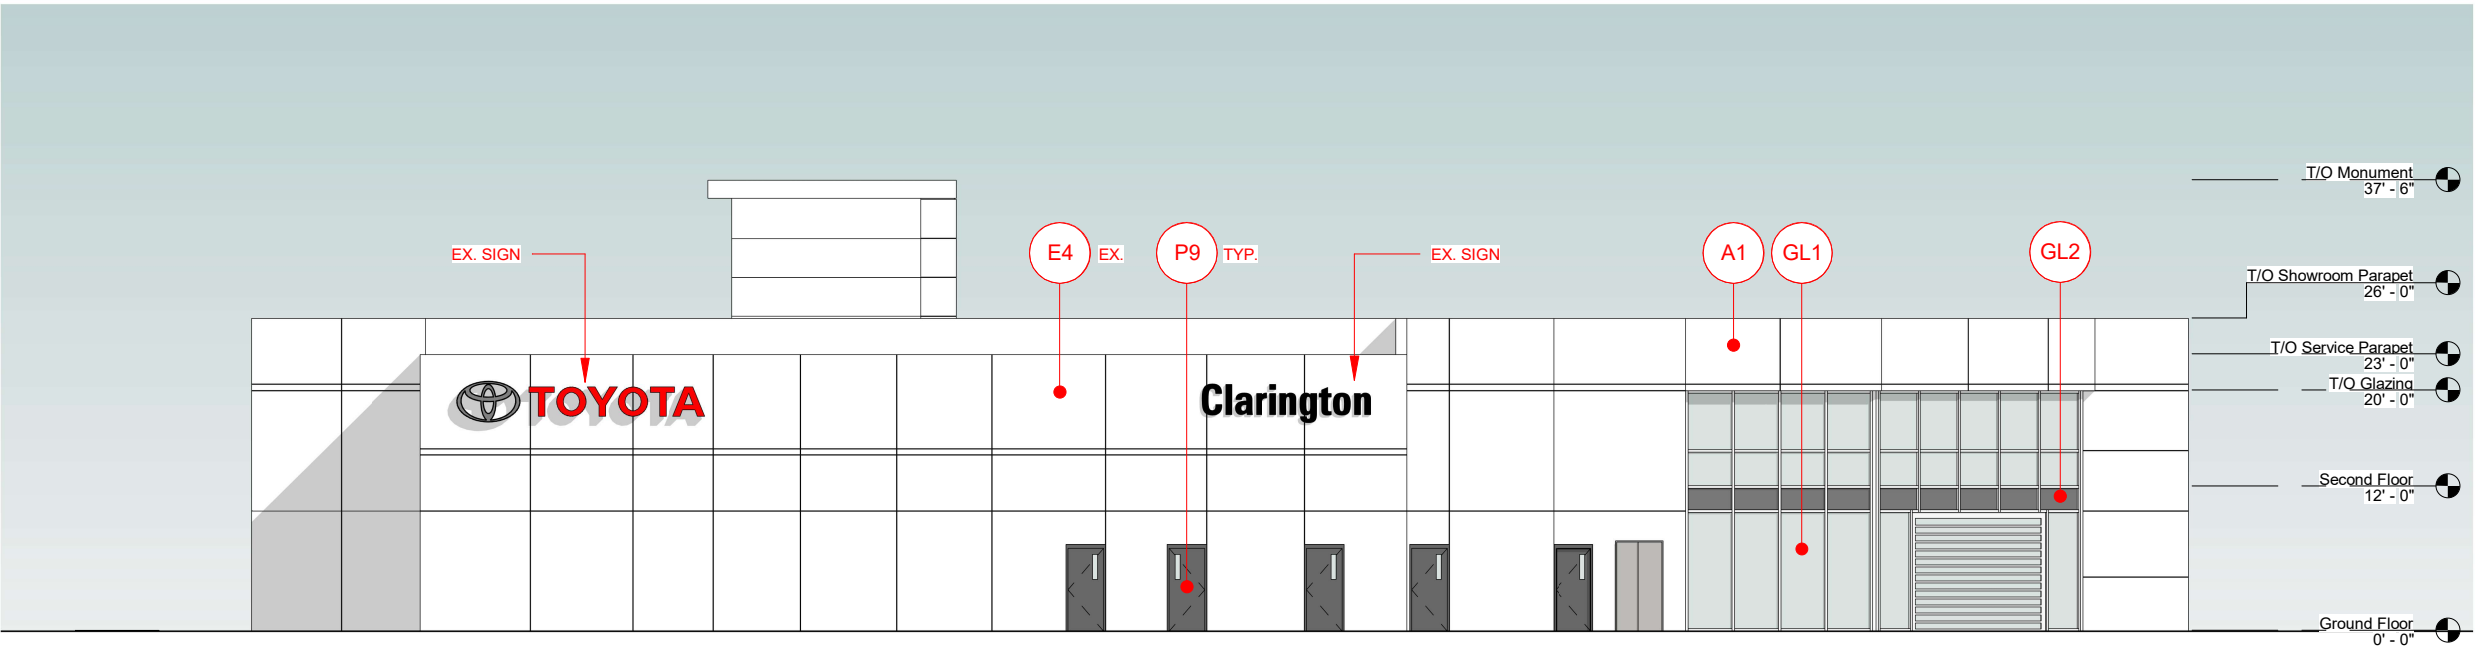 T/O Monument
37' - 6"
EX. SIGN
E4 EX.
P9 TYP.
EX. SIGN
A1
GL1
GL2
T/O Showroom Parapet
26' - 0"
T/O Service Parapet
23' - 0"
T/O Glazing
20' - 0"
TOYOTA
Clarington
Second Floor
12' - 0"
Ground Floor
0' - 0"